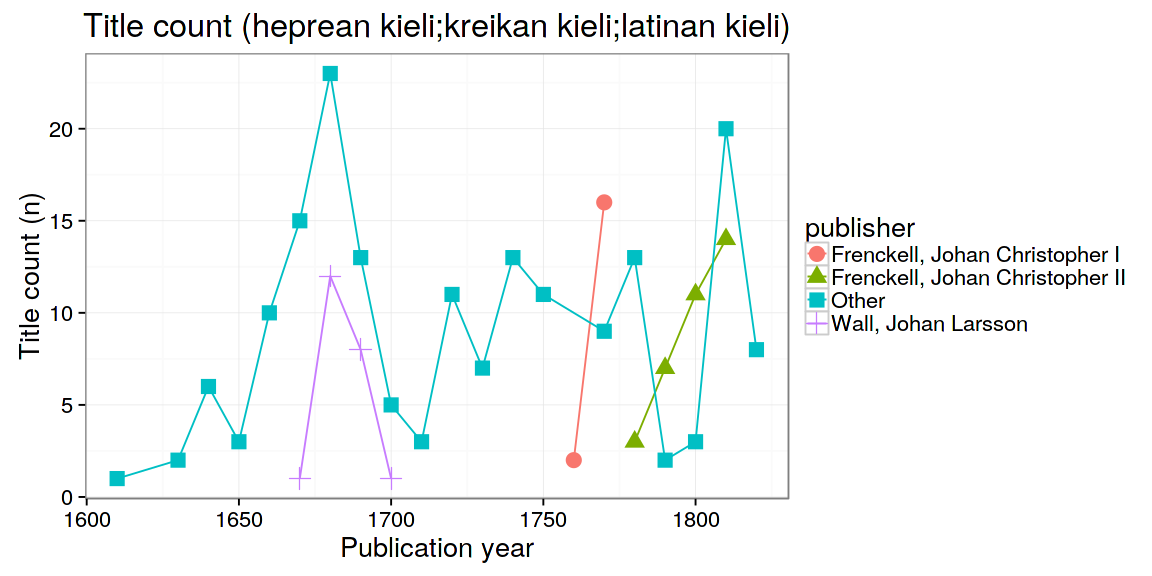 Title count (heprean kieli;kreikan kieli;latinan kieli)
Title count (n)
20
15
10
5
0
1600 1650 1700 1750 1800
Publication year
publisher
Frenckell, Johan Christopher I
Frenckell, Johan Christopher II
Other
Wall, Johan Larsson